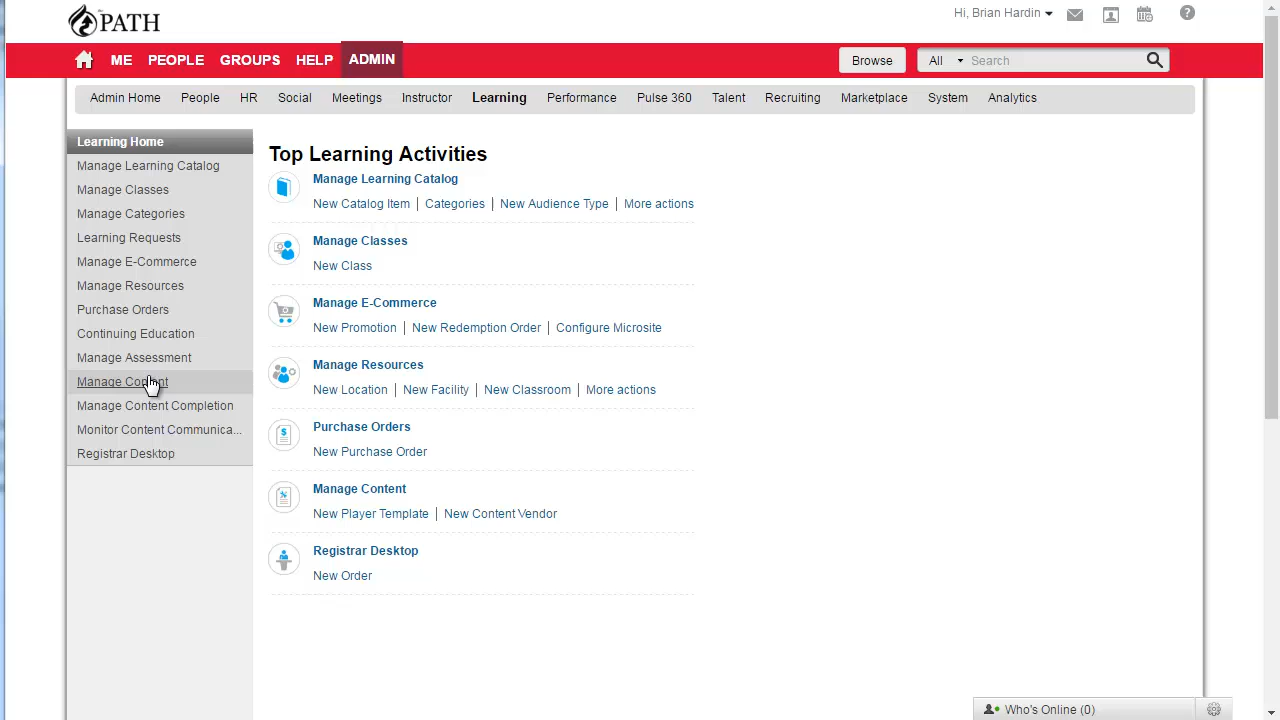 the PATH
Hi, Brian Hardin
ME PEOPLE GROUPS HELP ADMIN Browse All Search
Admin Home People HR Social Meetings Instructor Learning Performance Pulse 360 Talent Recruiting Marketplace System Analytics
Learning Home
Manage Learning Catalog
Manage Classes
Manage Categories
Learning Requests
Manage E-Commerce
Manage Resources
Purchase Orders
Continuing Education
Manage Assessment
Manage Content
Manage Content Completion
Monitor Content Communica...
Registrar Desktop
Top Learning Activities
Manage Learning Catalog
New Catalog Item | Categories | New Audience Type | More actions
Manage Classes
New Class
Manage E-Commerce
New Promotion | New Redemption Order | Configure Microsite
Manage Resources
New Location | New Facility | New Classroom | More actions
Purchase Orders
New Purchase Order
Manage Content
New Player Template | New Content Vendor
Registrar Desktop
New Order
Who's Online (0)